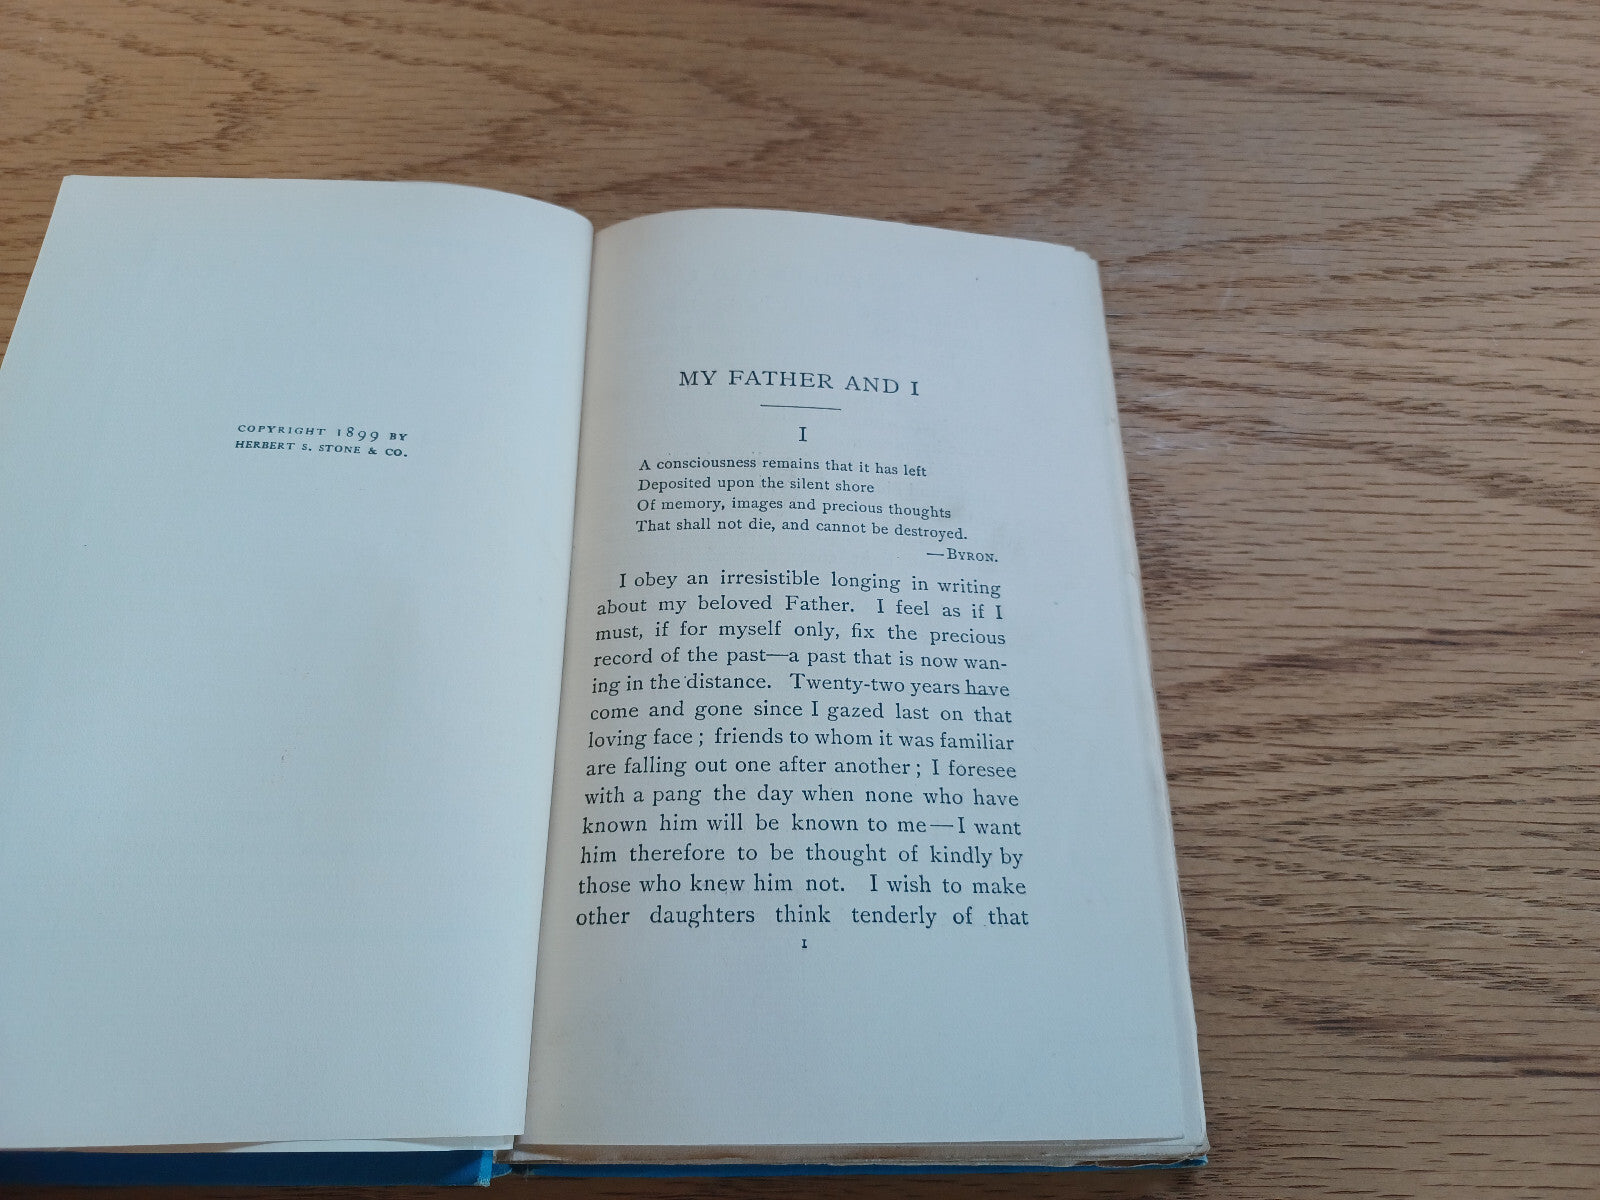 COPYRIGHT 1899 BY
HERBERT S. STONE & CO.
MY FATHER AND I
I
A consciousness remains that it has left
Deposited upon the silent shore
Of memory, images and precious thoughts
That shall not die, and cannot be destroyed.
—BYRON.
I obey an irresistible longing in writing
about my beloved Father. I feel as if I
must, if for myself only, fix the precious
record of the past—a past that is now wan-
ing in the distance. Twenty-two years have
come and gone since I gazed last on that
loving face; friends to whom it was familiar
are falling out one after another; I foresee
with a pang the day when none who have
known him will be known to me—I want
him therefore to be thought of kindly by
those who knew him not. I wish to make
other daughters think tenderly of that
1